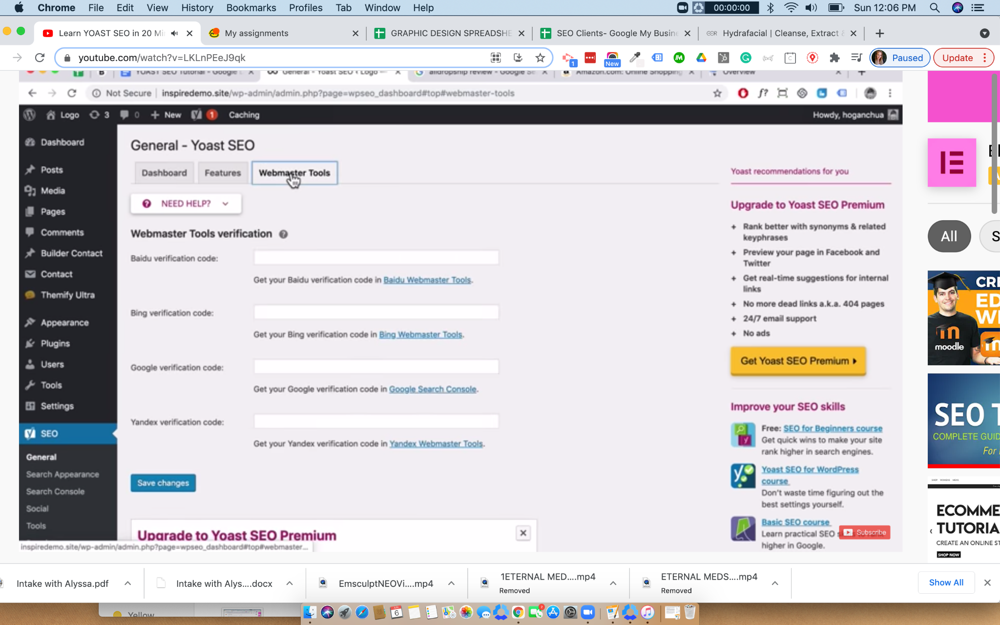 Chrome File Edit View History Bookmarks Profiles Tab Window Help 00:00:00 Sun 12:06 PM
Learn YOAST SEO in 20 Mi My assignments GRAPHIC DESIGN SPREADSHE SEO Clients- Google My Busine Hydrafacial | Cleanse, Extract
youtube.com/watch?v=LKLnPEeJ9qk 1 New Paused Update
YOAST SEO Tutorial - Google General - Yoast SEO ‹ Logo — alidropship review - Google Se Amazon.com: Online Shopping Overview
Not Secure | inspiredemo.site/wp-admin/admin.php?page=wpseo_dashboard#top#webmaster-tools
Logo 3 0 + New 1 Caching Howdy, hoganchua
Dashboard
Posts
Media
Pages
Comments
Builder Contact
Contact
Themify Ultra
Appearance
Plugins
Users
Tools
Settings
SEO
General
Search Appearance
Search Console
Social
Tools
General - Yoast SEO
Dashboard Features Webmaster Tools
NEED HELP?
Webmaster Tools verification
Baidu verification code:
Get your Baidu verification code in Baidu Webmaster Tools.
Bing verification code:
Get your Bing verification code in Bing Webmaster Tools.
Google verification code:
Get your Google verification code in Google Search Console.
Yandex verification code:
Get your Yandex verification code in Yandex Webmaster Tools.
Save changes
Upgrade to Yoast SEO Premium
inspiredemo.site/wp-admin/admin.php?page=wpseo_dashboard#top#webmaster...
Yoast recommendations for you
Upgrade to Yoast SEO Premium
+ Rank better with synonyms & related
keyphrases
+ Preview your page in Facebook and
Twitter
+ Get real-time suggestions for internal
links
+ No more dead links a.k.a. 404 pages
+ 24/7 email support
+ No ads
Get Yoast SEO Premium
Improve your SEO skills
Free: SEO for Beginners course
Get quick wins to make your site
rank higher in search engines.
Yoast SEO for WordPress
course
Don't waste time figuring out the
best settings yourself.
Basic SEO course
Learn practical SEO
higher in Google.
Subscribe
All S
CRE
ED
WE
moodle
SEO T
COMPLETE GUID
For
ECOMME
TUTORIA
CREATE AN ONLINE ST
SHOP NOW
Intake with Alyssa.pdf Intake with Alys....docx EmsculptNEOVi....mp4 1ETERNAL MED....mp4 ETERNAL MEDS....mp4 Show All
Removed Removed
Yellow
6 2